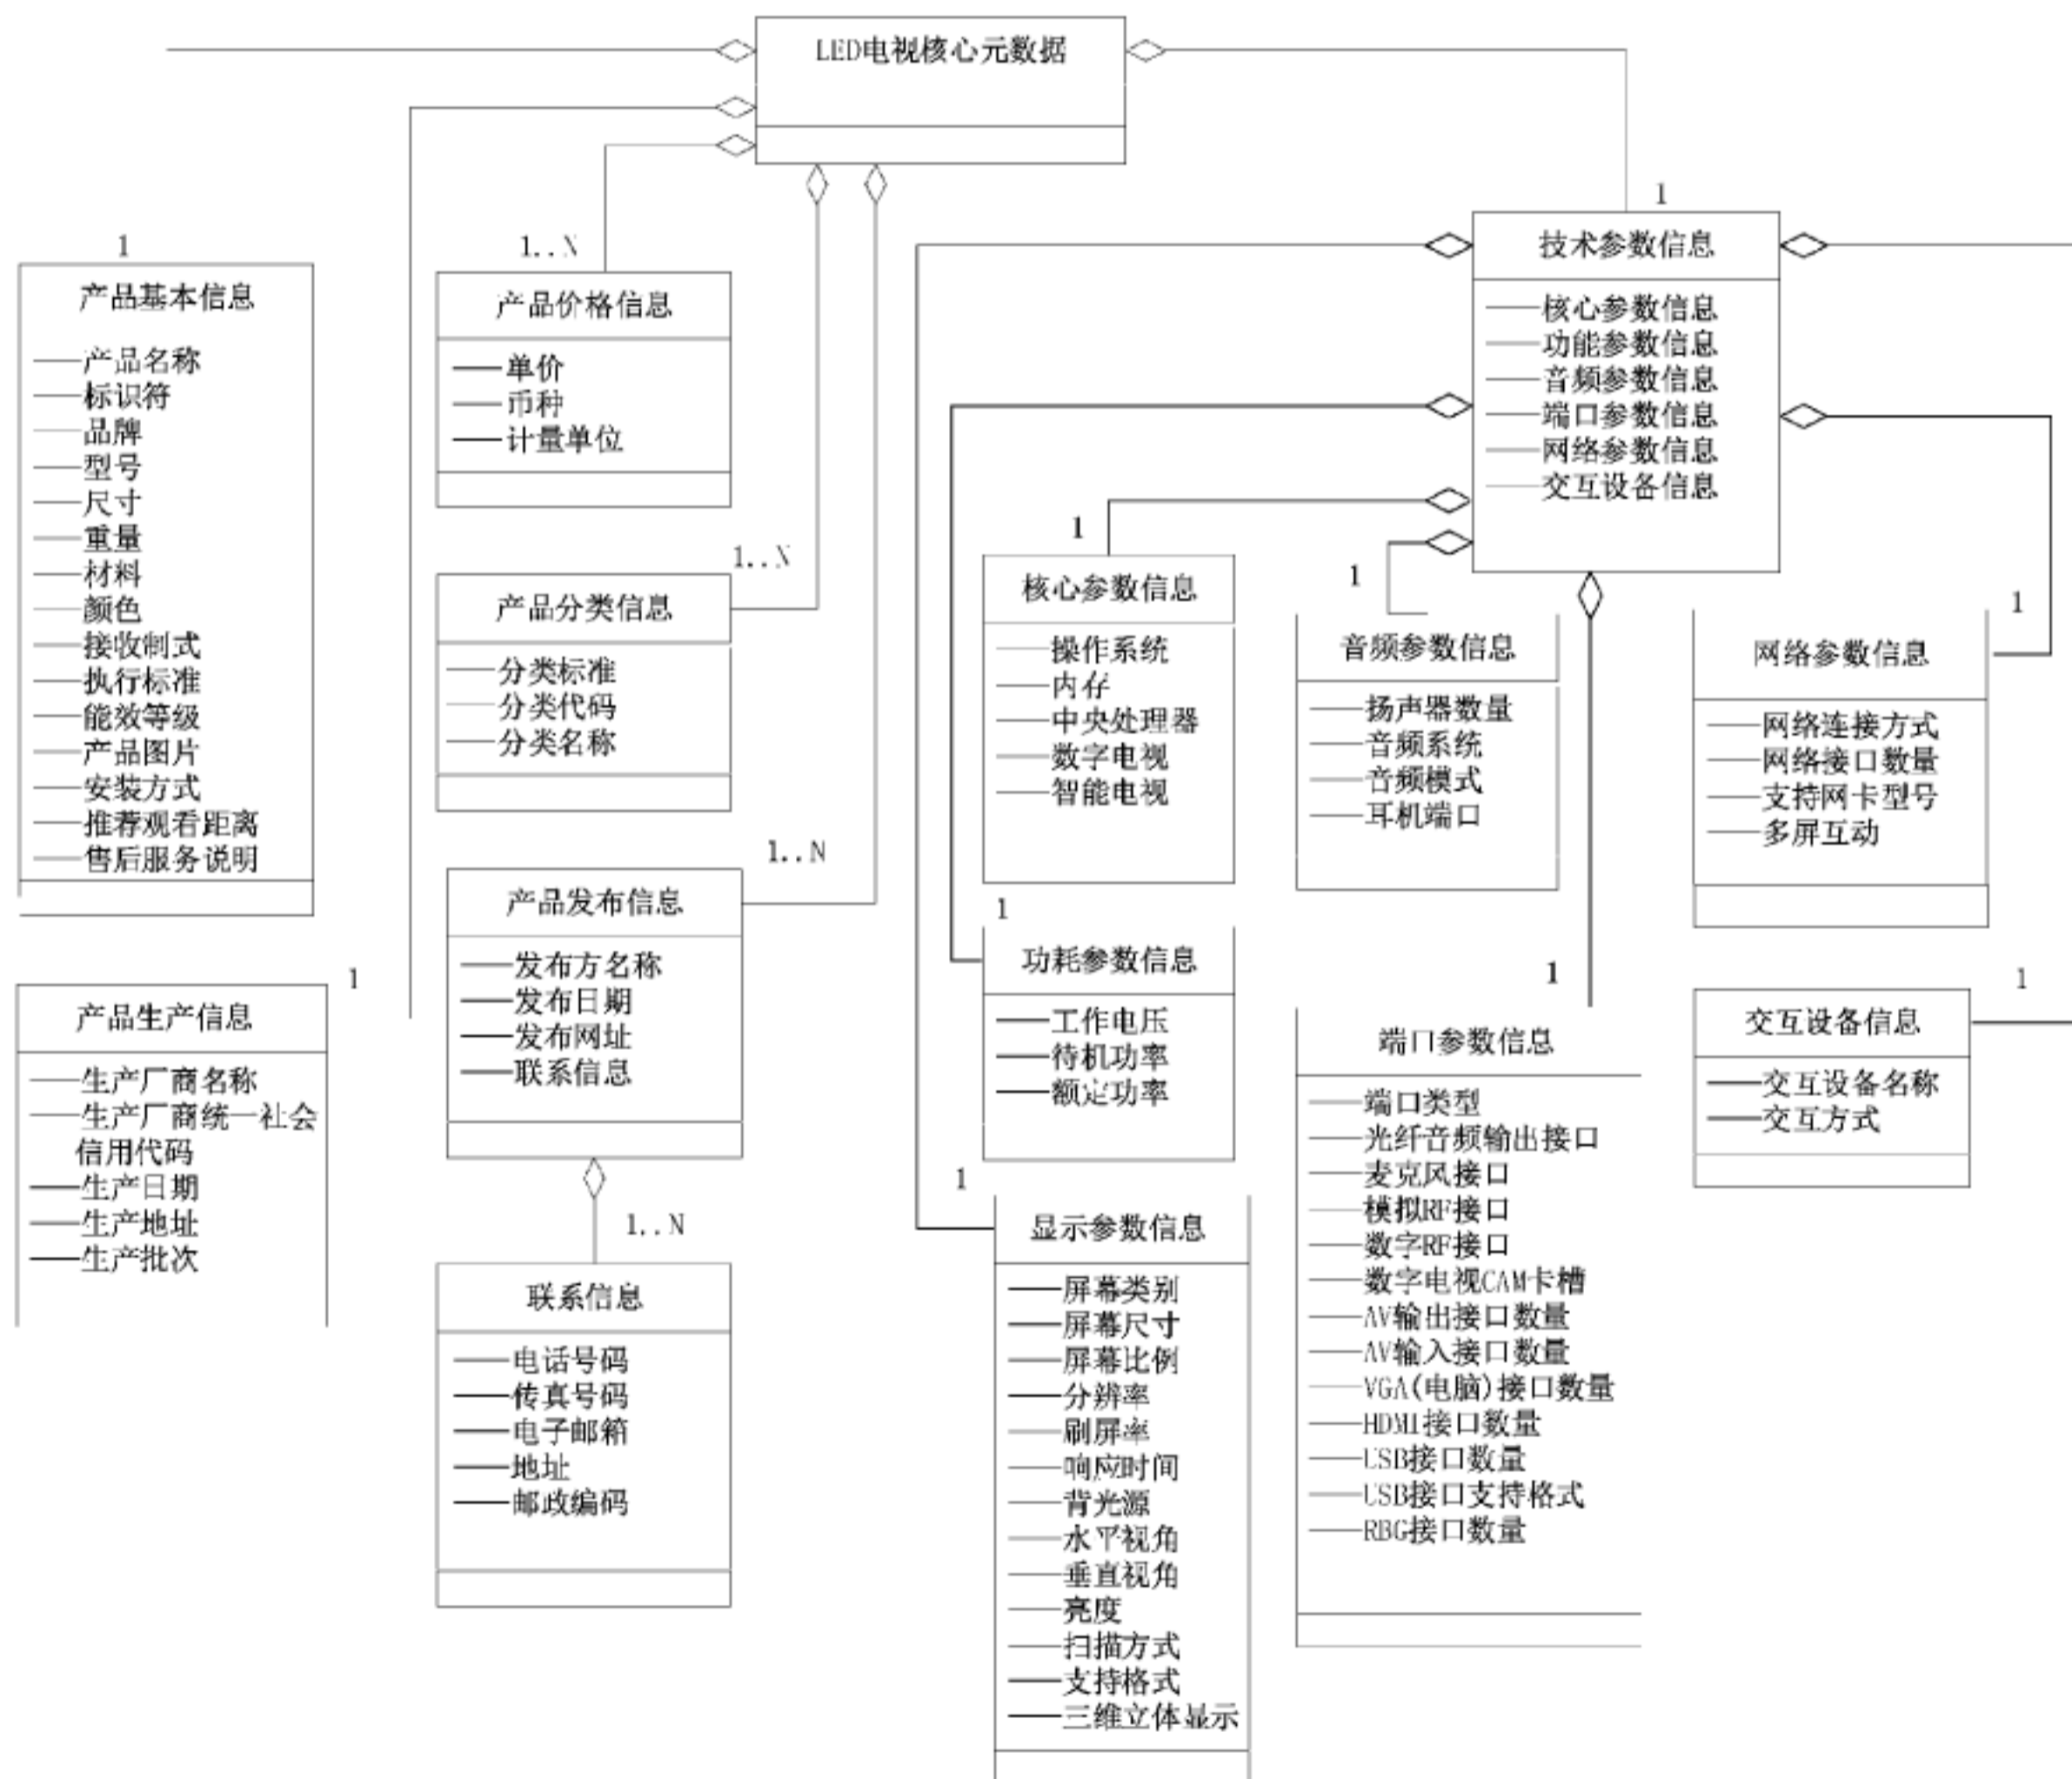 LED电视核心元数据
1
技术参数信息
核心参数信息
功能参数信息
音频参数信息
端口参数信息
网络参数信息
交互设备信息
1
产品基本信息
产品名称
标识符
品牌
型号
尺寸
重量
材料
颜色
接收制式
执行标准
能效等级
产品图片
安装方式
推荐观看距离
售后服务说明
1
产品生产信息
生产厂商名称
生产厂商统一社会
信用代码
生产日期
生产地址
生产批次
1..N
产品价格信息
单价
币种
计量单位
1..N
产品分类信息
分类标准
分类代码
分类名称
1..N
产品发布信息
发布方名称
发布日期
发布网址
联系信息
1..N
联系信息
电话号码
传真号码
电子邮箱
地址
邮政编码
1
核心参数信息
操作系统
内存
中央处理器
数字电视
智能电视
1
功耗参数信息
工作电压
待机功率
额定功率
1
显示参数信息
屏幕类别
屏幕尺寸
屏幕比例
分辨率
刷屏率
响应时间
背光源
水平视角
垂直视角
亮度
扫描方式
支持格式
三维立体显示
1
音频参数信息
扬声器数量
音频系统
音频模式
耳机端口
1
端口参数信息
端口类型
光纤音频输出接口
麦克风接口
模拟RF接口
数字RF接口
数字电视CAM卡槽
AV输出接口数量
AV输入接口数量
VGA(电脑)接口数量
HDMI接口数量
USB接口数量
USB接口支持格式
RBG接口数量
1
网络参数信息
网络连接方式
网络接口数量
支持网卡型号
多屏互动
1
交互设备信息
交互设备名称
交互方式